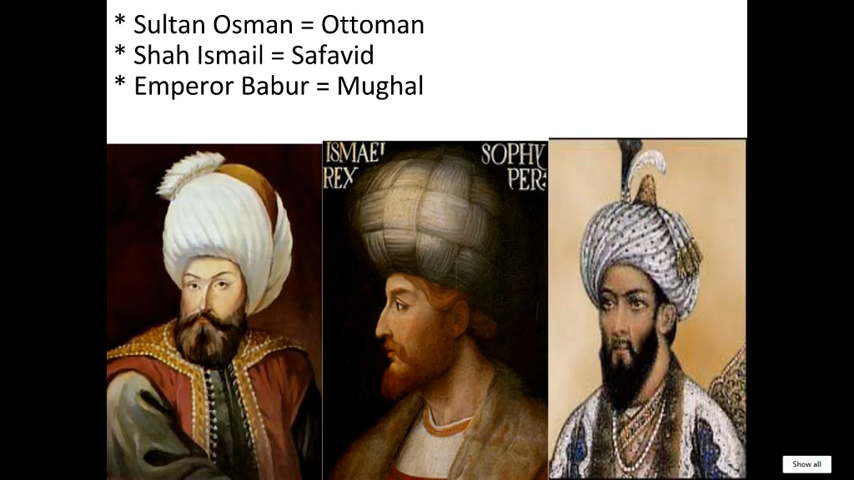 * Sultan Osman = Ottoman
* Shah Ismail = Safavid
* Emperor Babur = Mughal
ISMAEL SOPHY
REX PER:
Show all